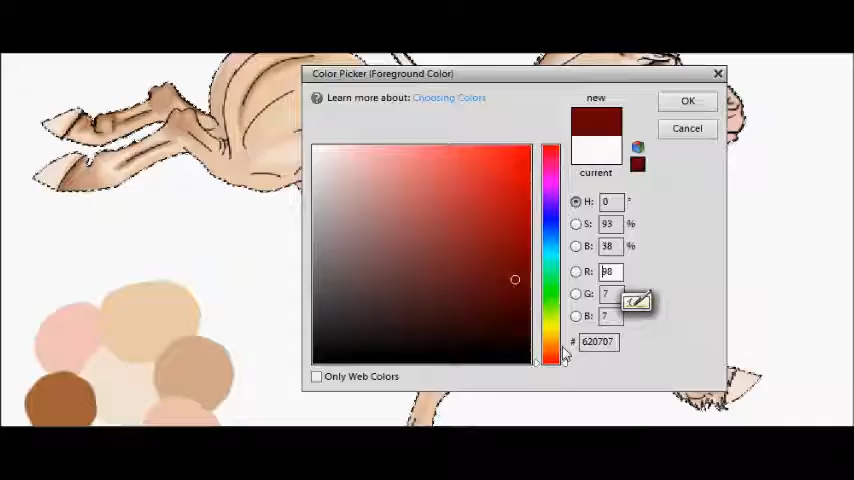 Color Picker (Foreground Color)
Learn more about: Choosing Colors
new
OK
Cancel
current
H: 0 °
S: 93 %
B: 38 %
R: 98
G: 7
B: 7
# 620707
Only Web Colors